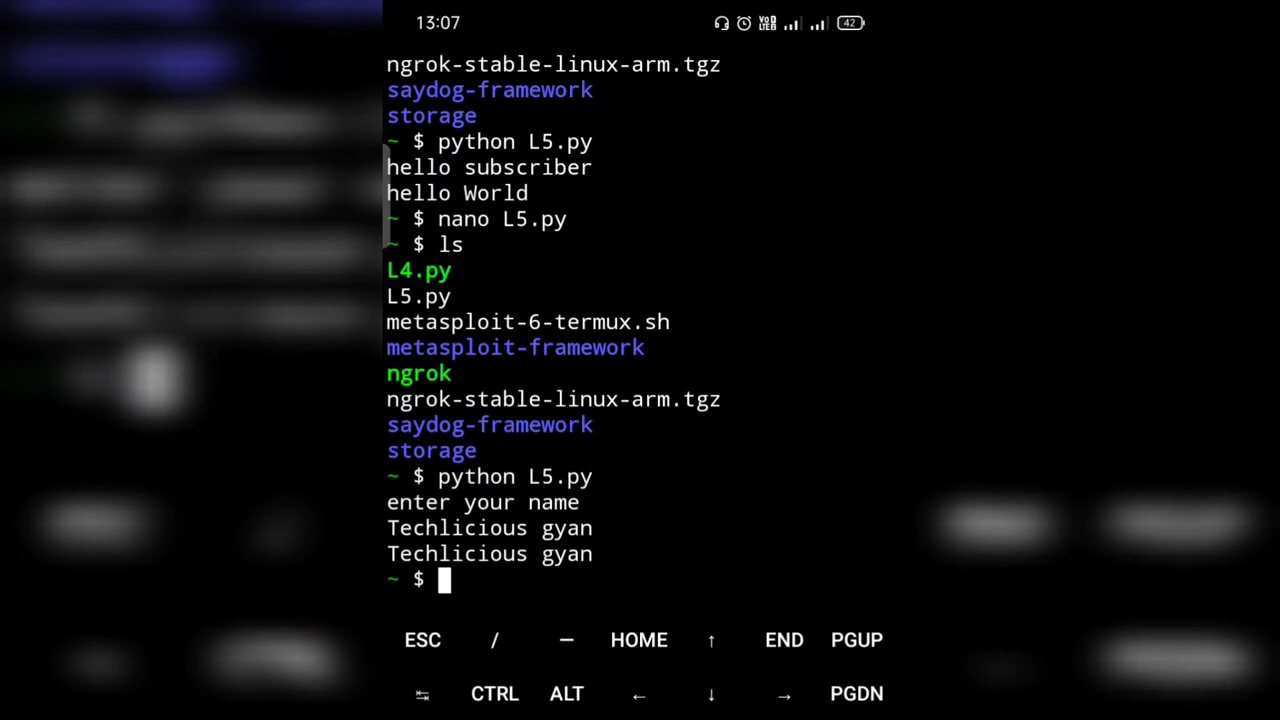 13:07
VoD LTE 42
ngrok-stable-linux-arm.tgz
saydog-framework
storage
~ $ python L5.py
hello subscriber
hello World
~ $ nano L5.py
~ $ ls
L4.py
L5.py
metasploit-6-termux.sh
metasploit-framework
ngrok
ngrok-stable-linux-arm.tgz
saydog-framework
storage
~ $ python L5.py
enter your name
Techlicious gyan
Techlicious gyan
~ $
ESC / – HOME ↑ END PGUP
↹ CTRL ALT ← ↓ → PGDN